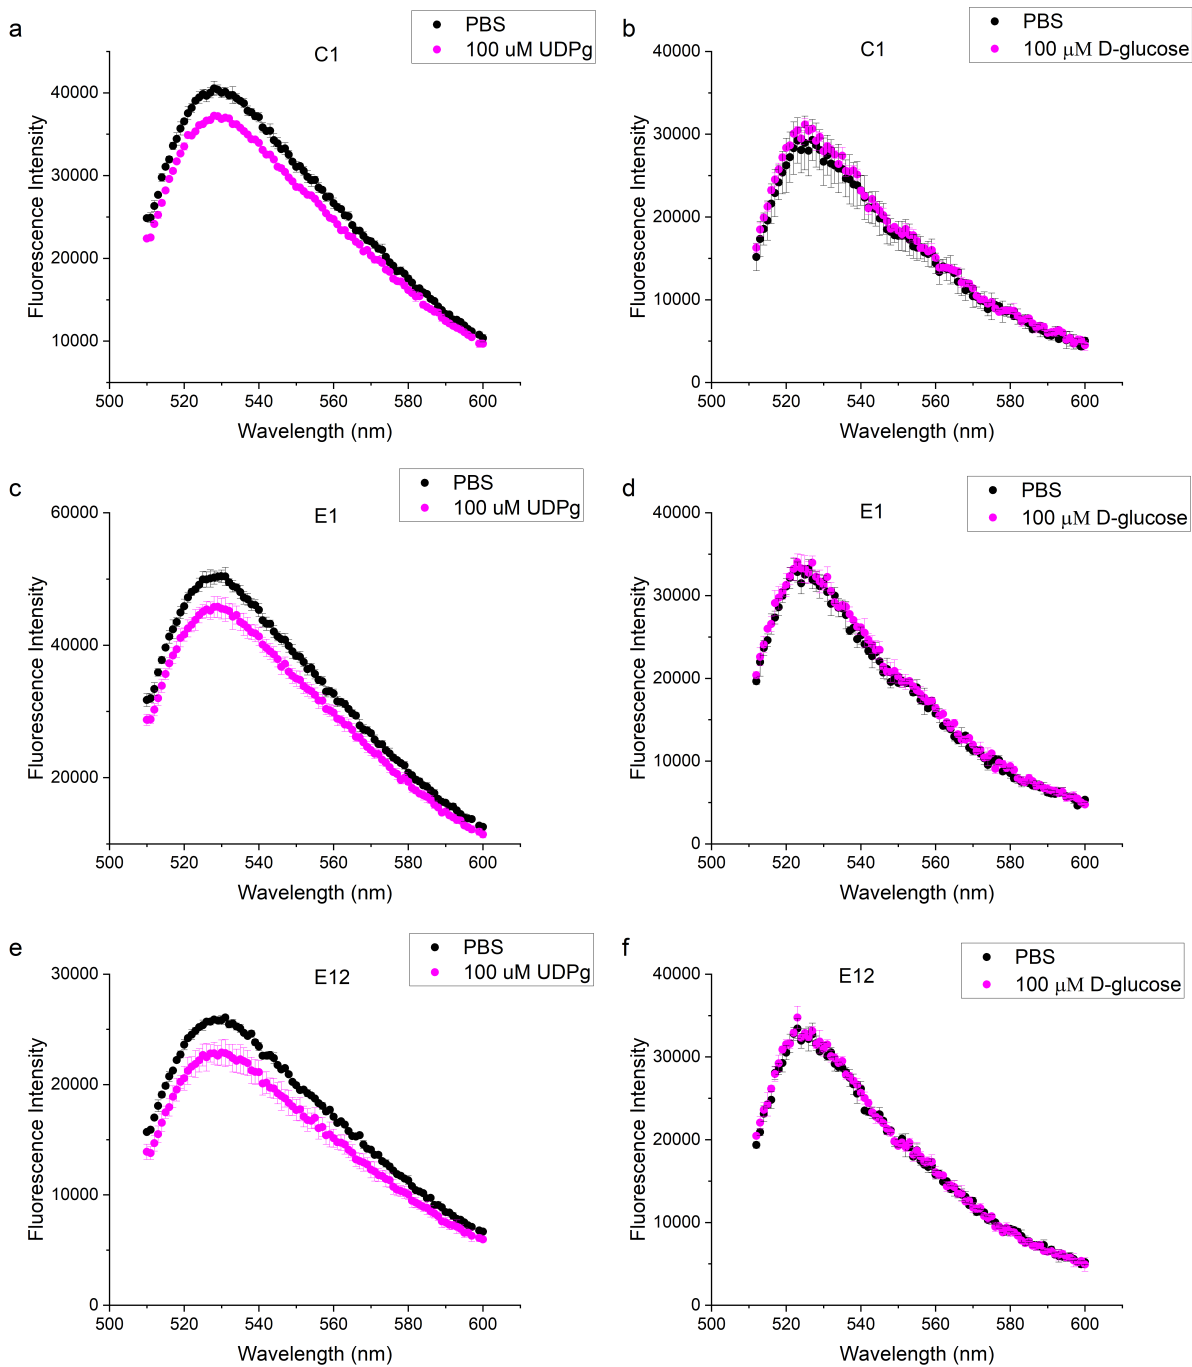 a
PBS
100 uM UDPg
C1
Fluorescence Intensity
40000
30000
20000
10000
500 520 540 560 580 600
Wavelength (nm)
b
PBS
100 μM D-glucose
C1
Fluorescence Intensity
40000
30000
20000
10000
0
500 520 540 560 580 600
Wavelength (nm)
c
PBS
100 uM UDPg
E1
Fluorescence Intensity
60000
40000
20000
500 520 540 560 580 600
Wavelength (nm)
d
PBS
100 μM D-glucose
E1
Fluorescence Intensity
40000
30000
20000
10000
0
500 520 540 560 580 600
Wavelength (nm)
e
PBS
100 uM UDPg
E12
Fluorescence Intensity
30000
20000
10000
0
500 520 540 560 580 600
Wavelength (nm)
f
PBS
100 μM D-glucose
E12
Fluorescence Intensity
40000
30000
20000
10000
0
500 520 540 560 580 600
Wavelength (nm)